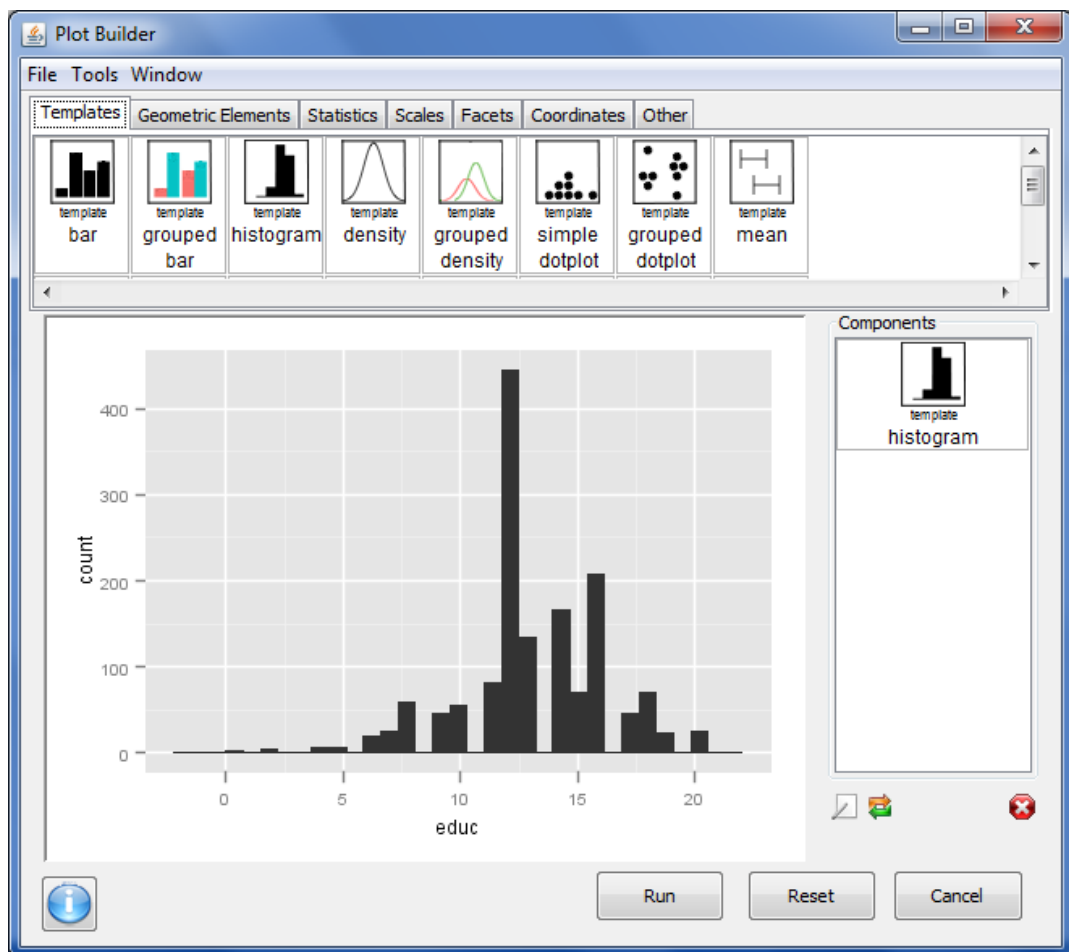 Plot Builder
File Tools Window
Templates Geometric Elements Statistics Scales Facets Coordinates Other
template template template template template template template template
bar grouped histogram density grouped simple grouped mean
bar density dotplot dotplot
Components
template
histogram
400
300
200
100
0
count
0 5 10 15 20
educ
Run Reset Cancel